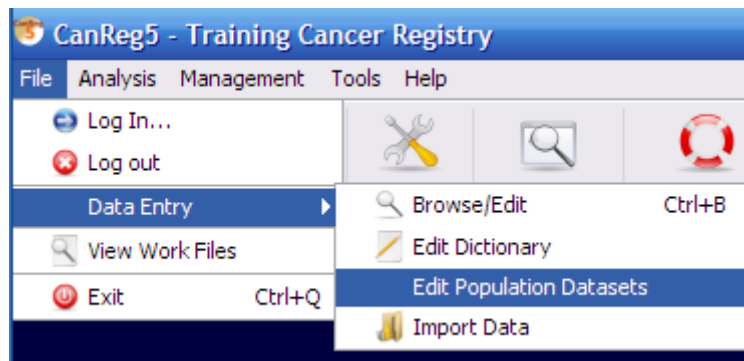 CanReg5 - Training Cancer Registry
File Analysis Management Tools Help
Log In...
Log out
Data Entry
View Work Files
Exit Ctrl+Q
Browse/Edit Ctrl+B
Edit Dictionary
Edit Population Datasets
Import Data